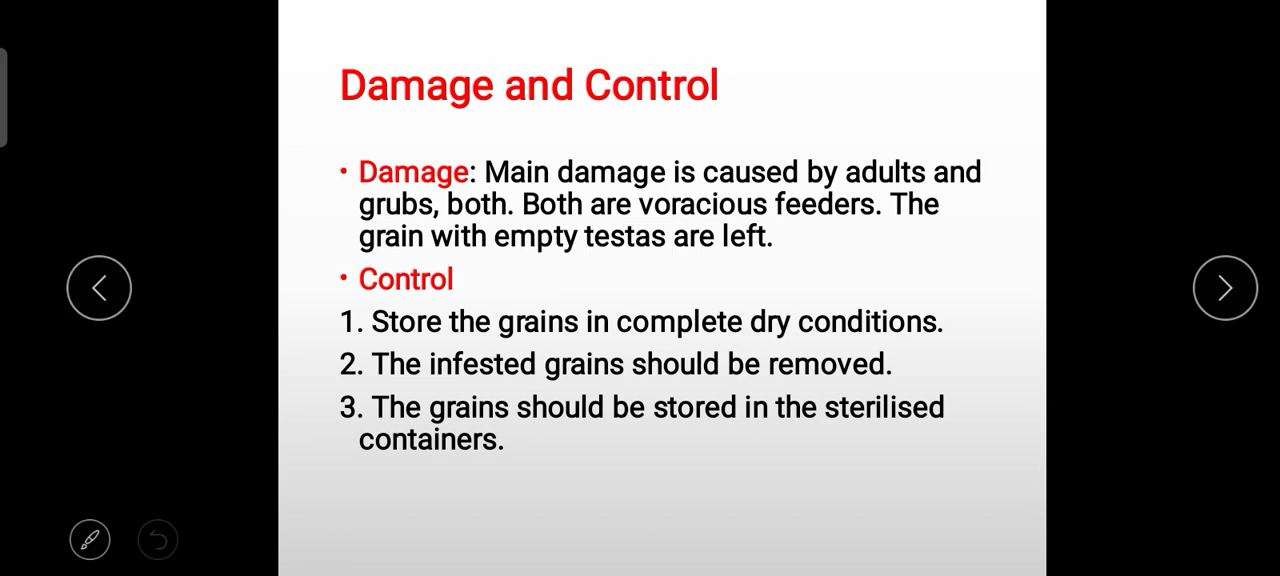 Damage and Control
• Damage: Main damage is caused by adults and
grubs, both. Both are voracious feeders. The
grain with empty testas are left.
• Control
1. Store the grains in complete dry conditions.
2. The infested grains should be removed.
3. The grains should be stored in the sterilised
containers.